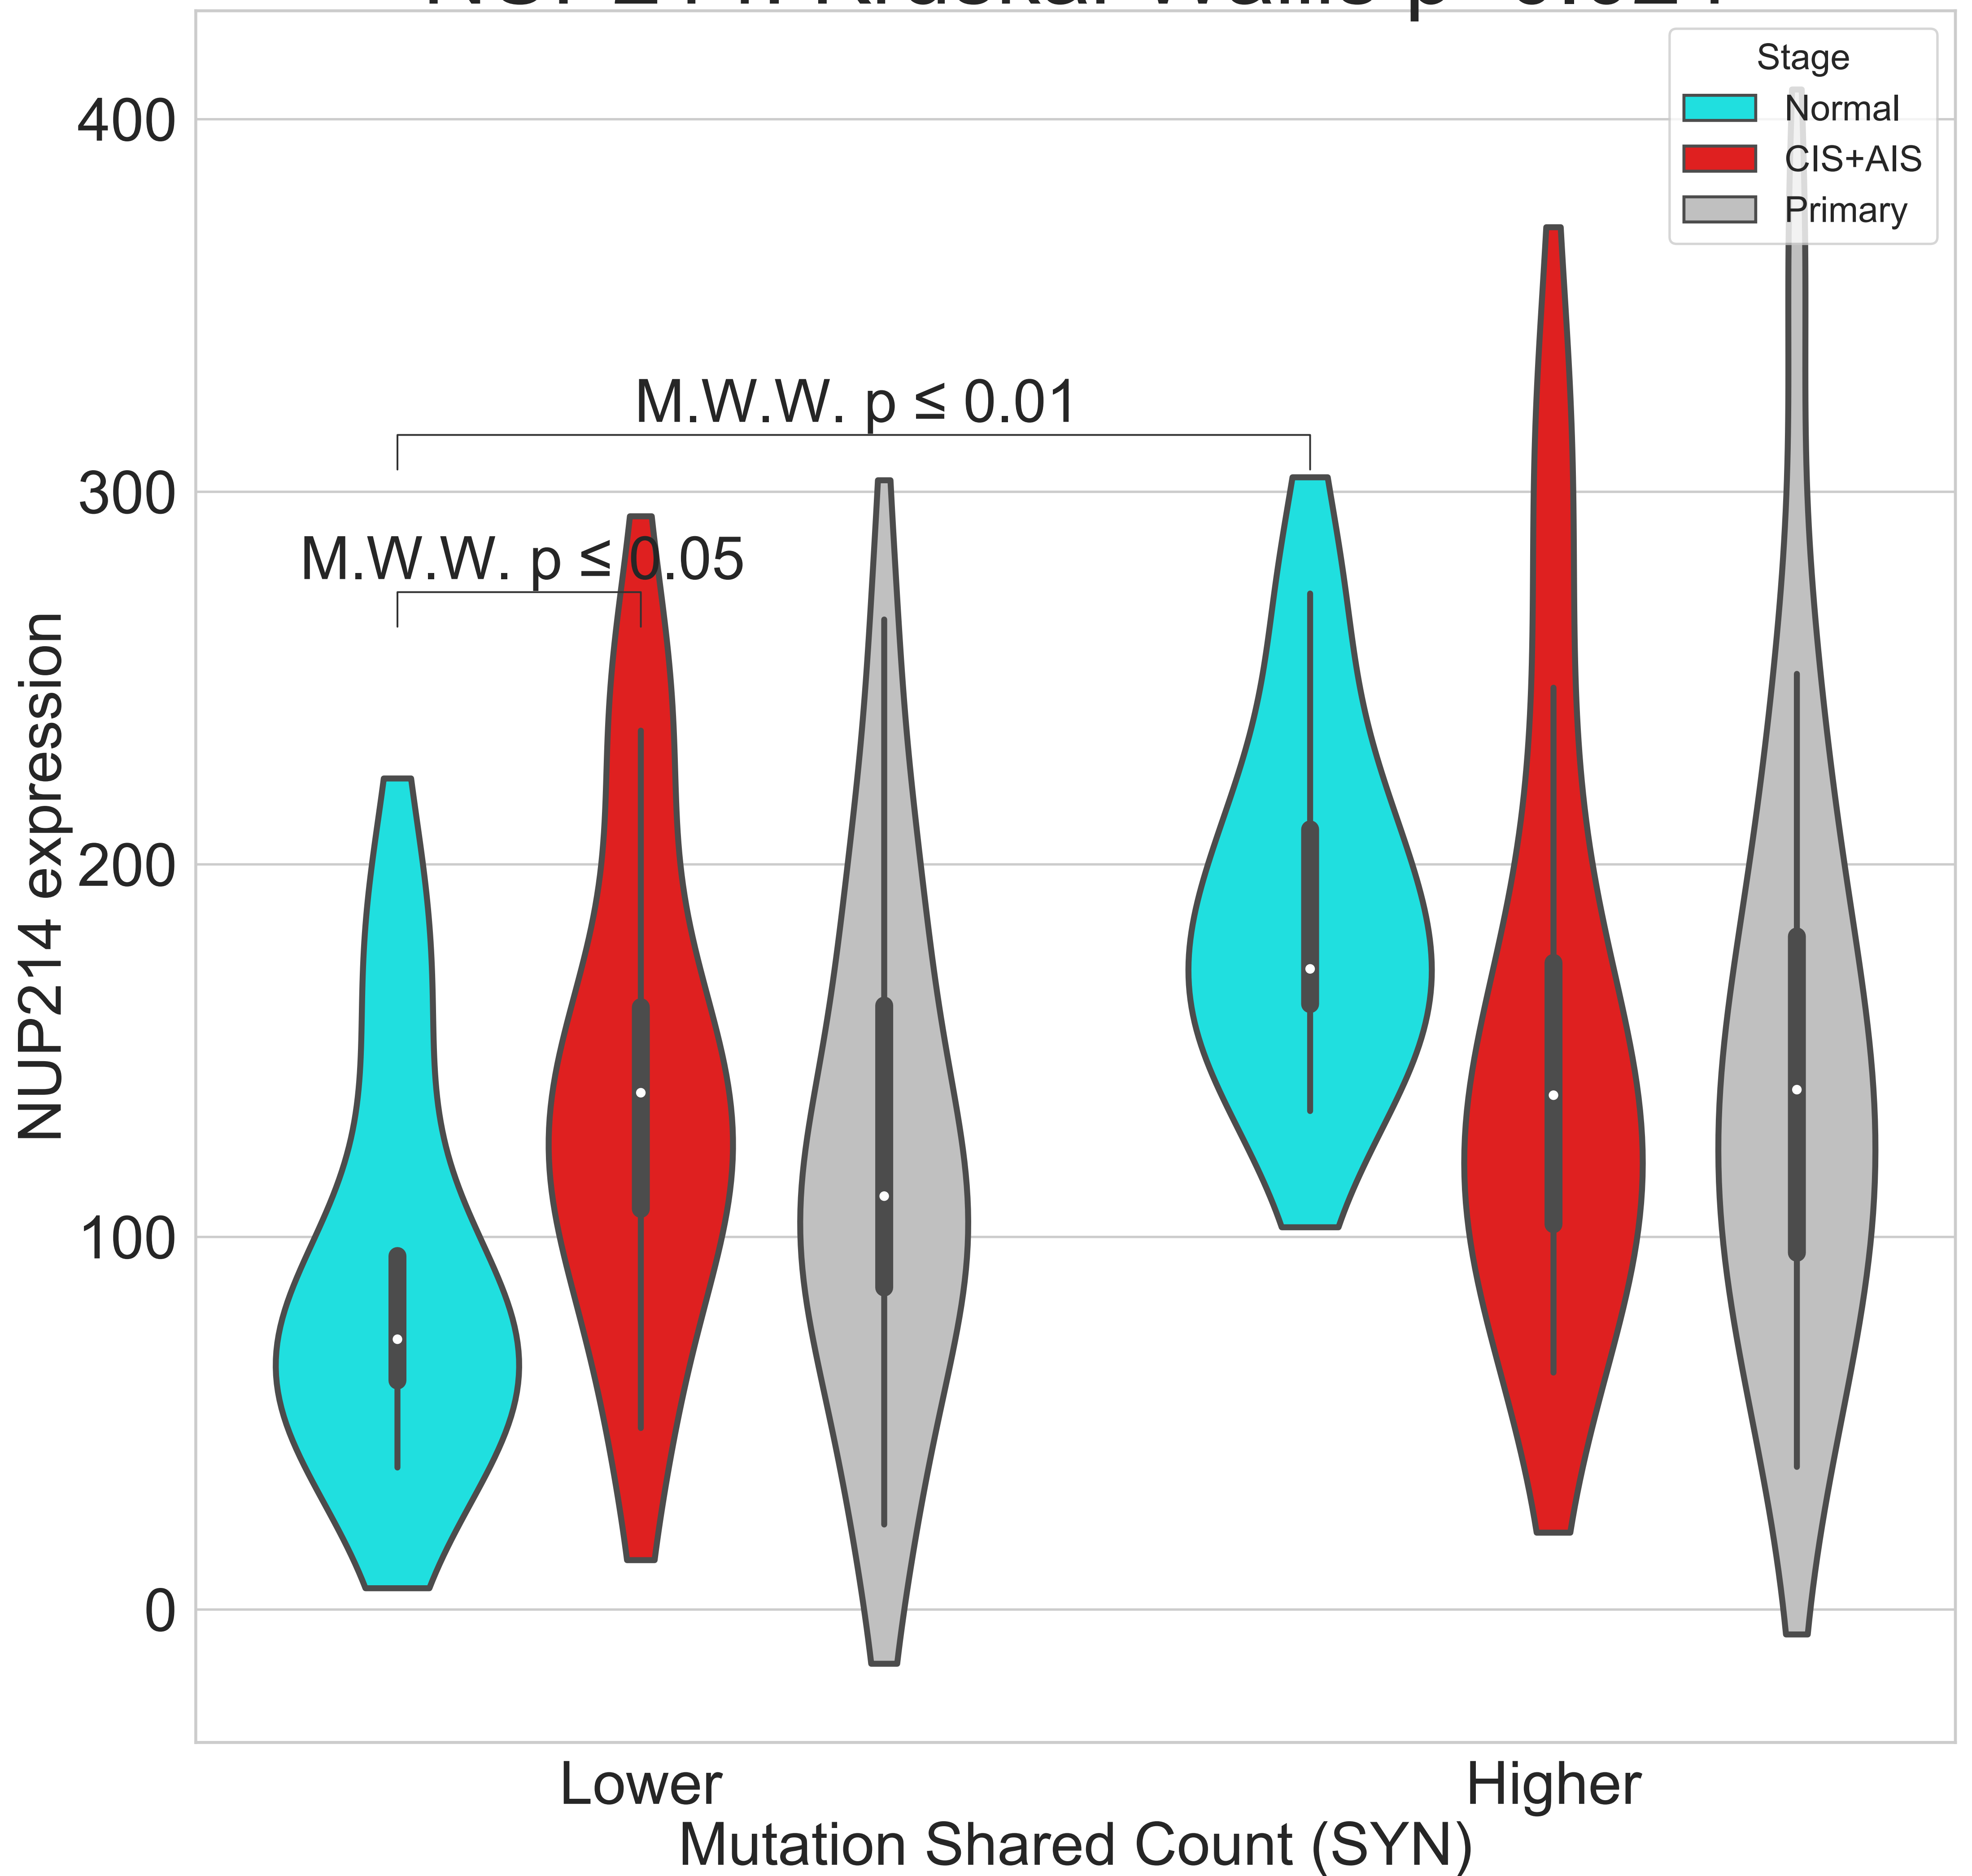 Stage
Normal
CIS+AIS
Primary
400
300
200
100
0
NUP214 expression
M.W.W. p ≤ 0.01
M.W.W. p ≤ 0.05
Lower
Higher
Mutation Shared Count (SYN)